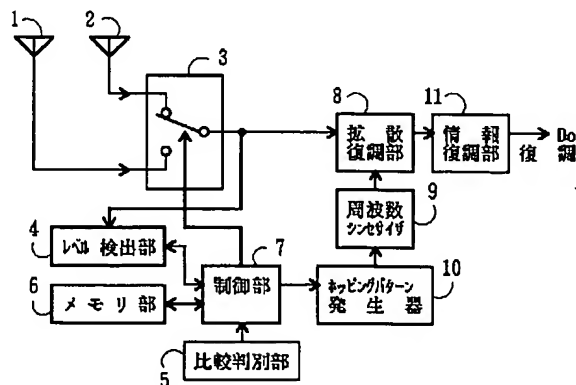 1
2
3
8
11
拡散
復調部
情報
復調部
Do
復調
4
レベル検出部
7
周波数
シンセサイザ
9
6
メモリ部
制御部
ホッピングパターン
発生器
10
5
比較判別部